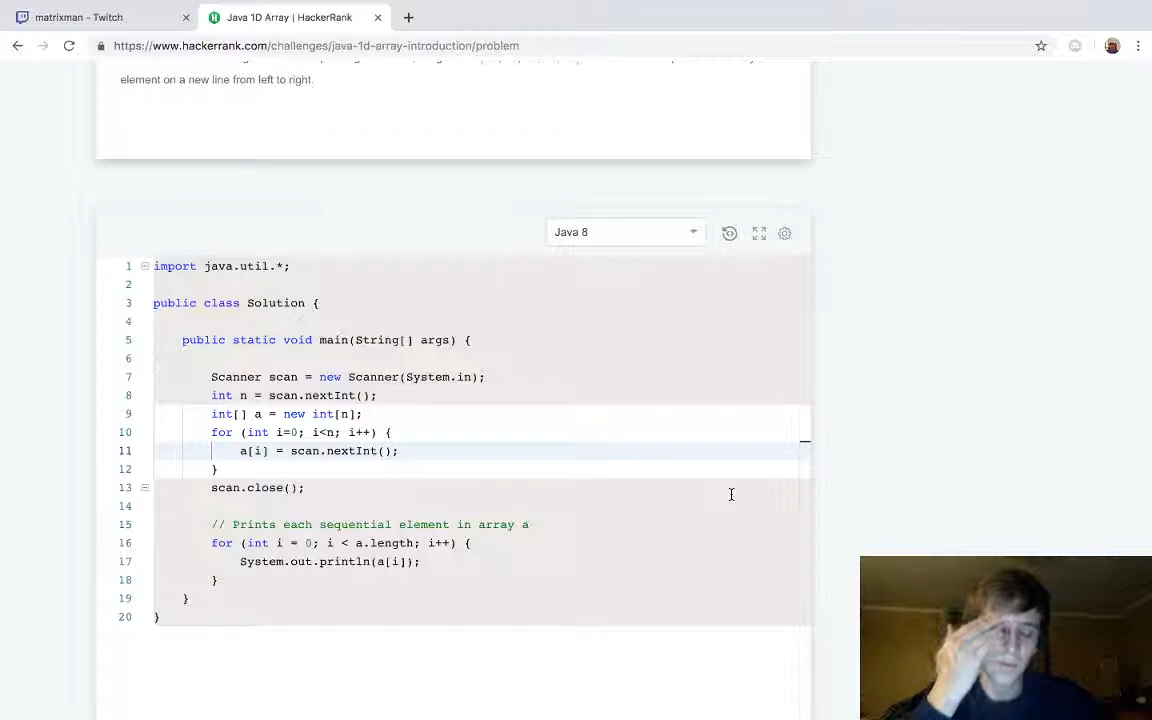 matrixman - Twitch
Java 1D Array | HackerRank
https://www.hackerrank.com/challenges/java-1d-array-introduction/problem
element on a new line from left to right.
Java 8
1 import java.util.*;
2
3 public class Solution {
4
5 public static void main(String[] args) {
6
7 Scanner scan = new Scanner(System.in);
8 int n = scan.nextInt();
9 int[] a = new int[n];
10 for (int i=0; i<n; i++) {
11 a[i] = scan.nextInt();
12 }
13 scan.close();
14
15 // Prints each sequential element in array a
16 for (int i = 0; i < a.length; i++) {
17 System.out.println(a[i]);
18 }
19 }
20 }